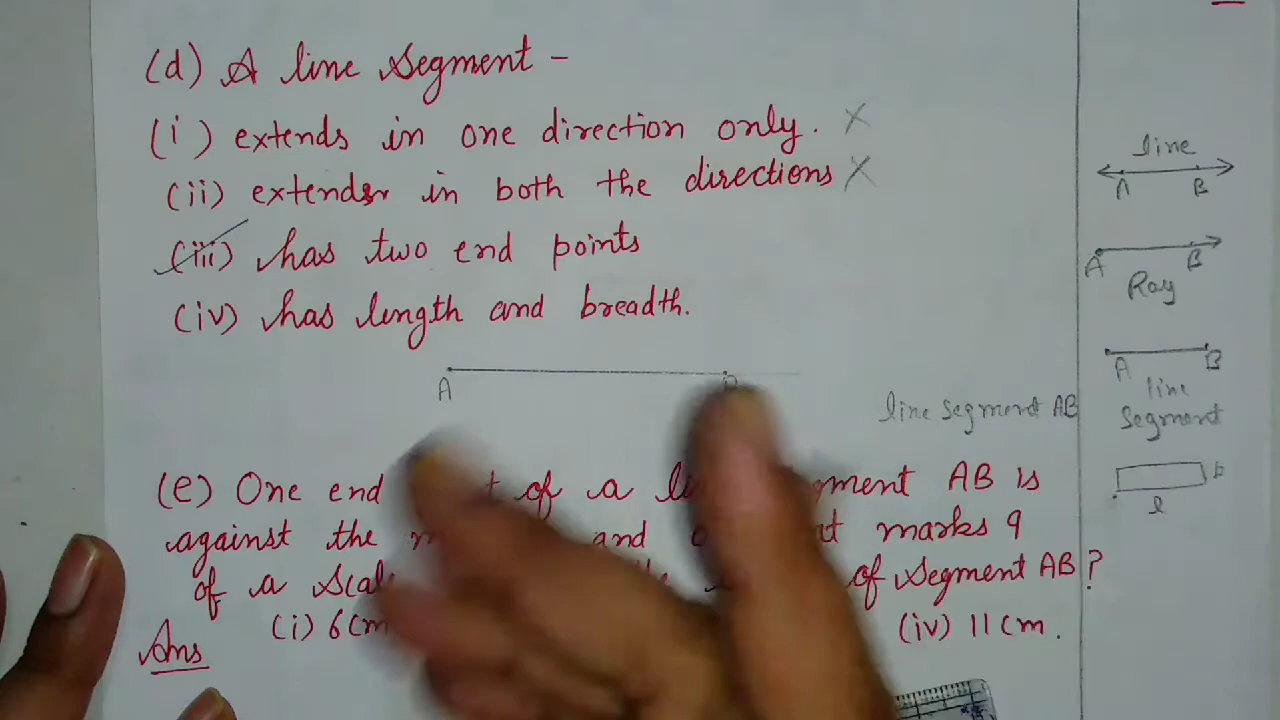 (d) A line segment -
(i) extends in one direction only. ×
(ii) extends in both the directions ×
(iii) has two end points
(iv) has length and breadth.
A
line segment AB
(e) One end of a segment AB is
against the and marks 9
of a of segment AB?
(i) 6 cm (iv) 11 cm.
Ans
line
A B
A B
Ray
A B
line
segment
b
l